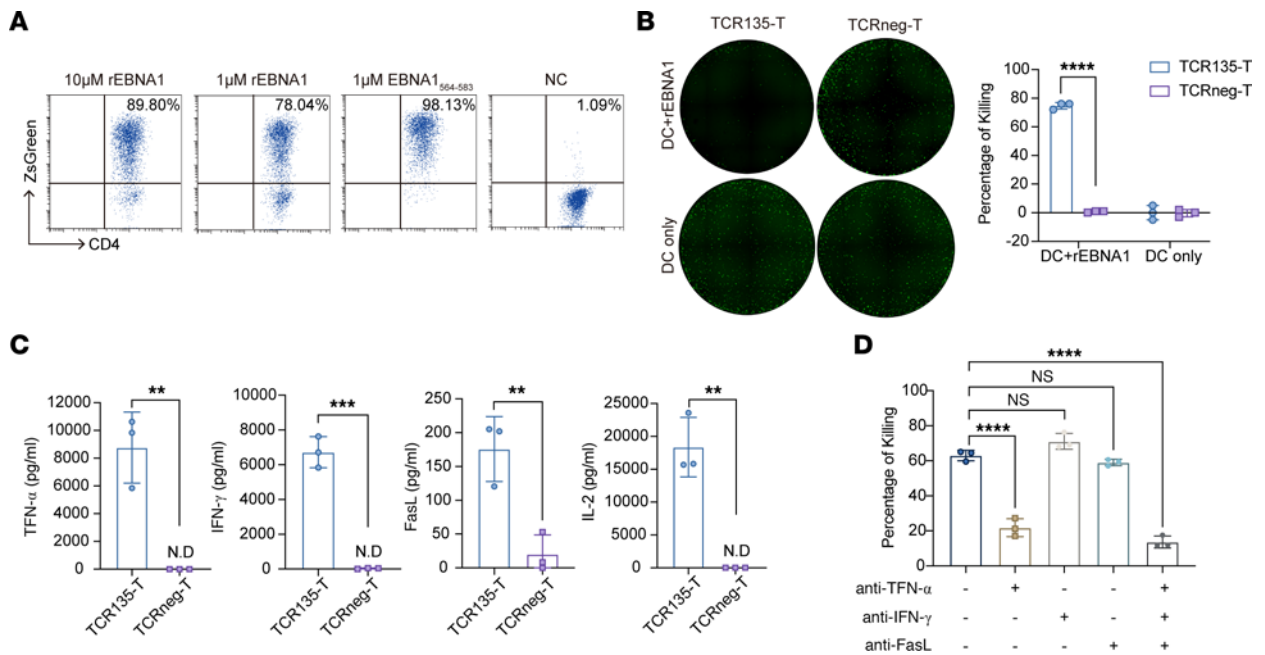 A
10μM rEBNA1
1μM rEBNA1
1μM EBNA1564-583
NC
89.80%
78.04%
98.13%
1.09%
ZsGreen
CD4
B
TCR135-T
TCRneg-T
DC+rEBNA1
DC only
Percentage of Killing
100
80
60
40
20
0
-20
****
DC+rEBNA1
DC only
TCR135-T
TCRneg-T
C
TFN-α (pg/ml)
12000
10000
8000
6000
4000
2000
0
**
N.D
TCR135-T
TCRneg-T
IFN-γ (pg/ml)
10000
8000
6000
4000
2000
0
***
N.D
TCR135-T
TCRneg-T
FasL (pg/ml)
250
200
150
100
50
0
**
TCR135-T
TCRneg-T
IL-2 (pg/ml)
25000
20000
15000
10000
5000
0
**
N.D
TCR135-T
TCRneg-T
D
Percentage of Killing
100
80
60
40
20
0
****
NS
NS
****
anti-TFN-α - + - - +
anti-IFN-γ - - + - +
anti-FasL - - - + +